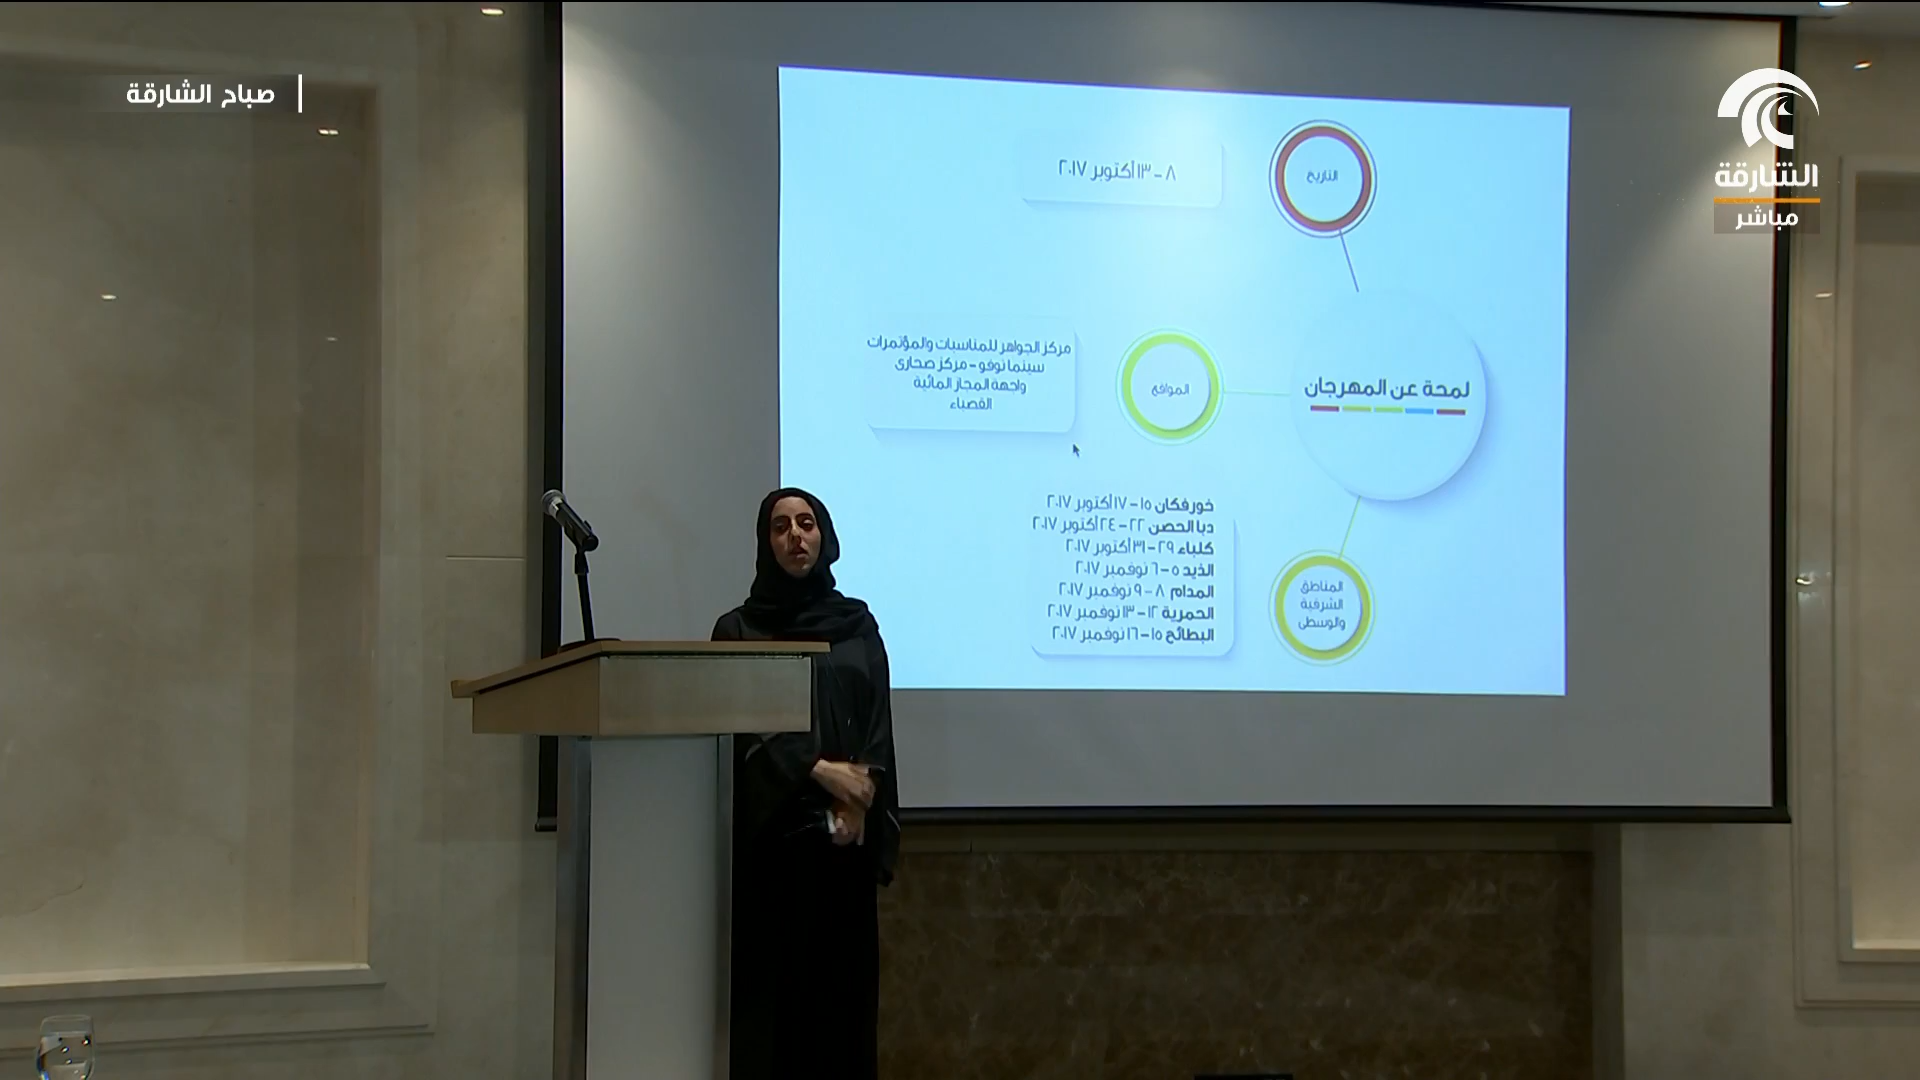 صباح الشارقة
الشارقة
مباشر
التاريخ
٨ - ١٣ أكتوبر ٢٠١٧
لمحة عن المهرجان
المواقع
مركز الجواهر للمناسبات والمؤتمرات
سينما نوفو - مركز صحارى
واجهة المجاز المائية
القصباء
المناطق
الشرقية
والوسطى
خورفكان ١٥ - ١٧ أكتوبر ٢٠١٧
دبا الحصن ٢٢ - ٢٤ أكتوبر ٢٠١٧
كلباء ٢٩ - ٣١ أكتوبر ٢٠١٧
الذيد ٥ - ٦ نوفمبر ٢٠١٧
المدام ٨ - ٩ نوفمبر ٢٠١٧
الحمرية ١٢ - ١٣ نوفمبر ٢٠١٧
البطائح ١٥ - ١٦ نوفمبر ٢٠١٧